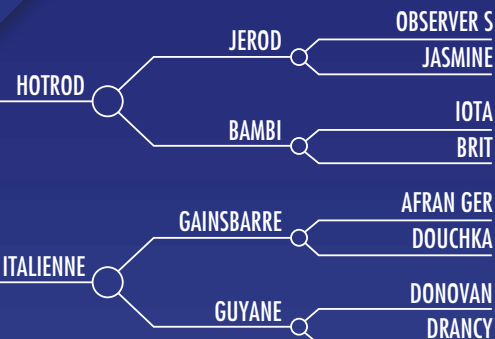 OBSERVER S
JEROD
JASMINE
HOTROD
IOTA
BAMBI
BRIT
AFRAN GER
GAINSBARRE
DOUCHKA
ITALIENNE
DONOVAN
GUYANE
DRANCY